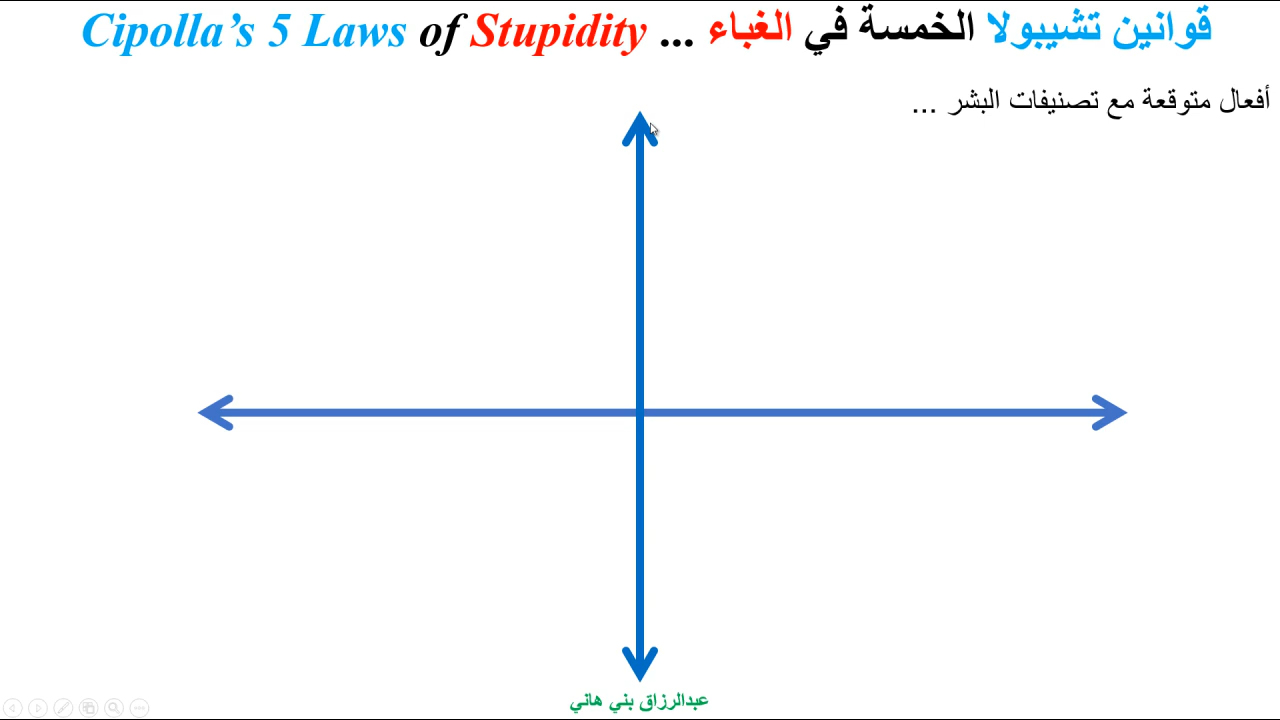 قوانين تشيبولا الخمسة في الغباء ... Cipolla’s 5 Laws of Stupidity
أفعال متوقعة مع تصنيفات البشر ...
عبدالرزاق بني هاني